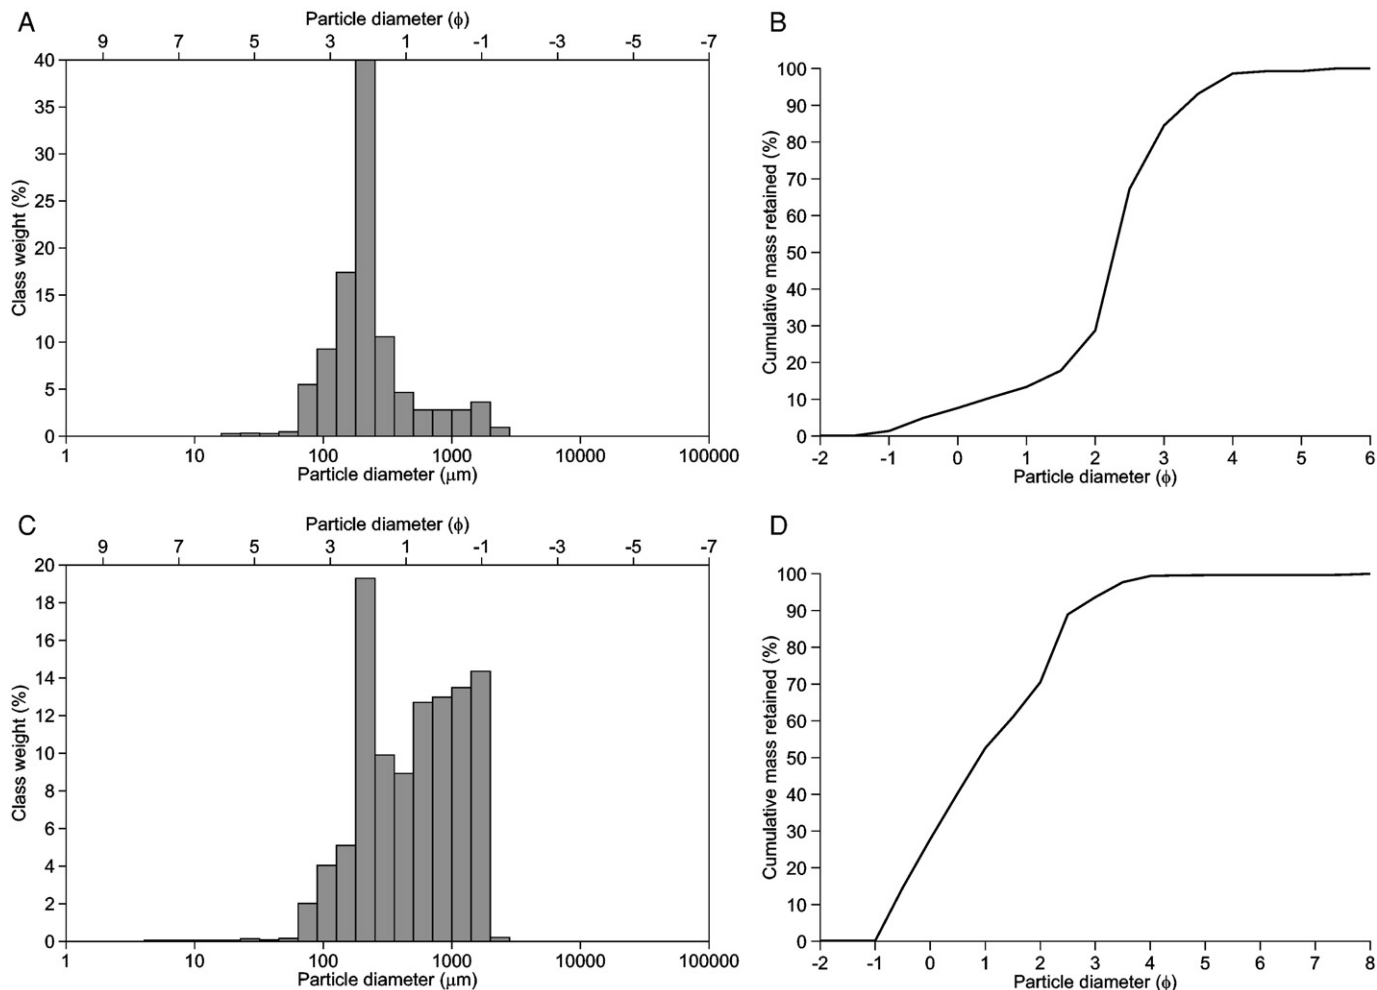 A
Particle diameter (ϕ)
9 7 5 3 1 -1 -3 -5 -7
Class weight (%)
40
35
30
25
20
15
10
5
0
1 10 100 1000 10000 100000
Particle diameter (μm)
B
Cumulative mass retained (%)
100
90
80
70
60
50
40
30
20
10
0
-2 -1 0 1 2 3 4 5 6
Particle diameter (ϕ)
C
Particle diameter (ϕ)
9 7 5 3 1 -1 -3 -5 -7
Class weight (%)
20
18
16
14
12
10
8
6
4
2
0
1 10 100 1000 10000 100000
Particle diameter (μm)
D
Cumulative mass retained (%)
100
90
80
70
60
50
40
30
20
10
0
-2 -1 0 1 2 3 4 5 6 7 8
Particle diameter (ϕ)